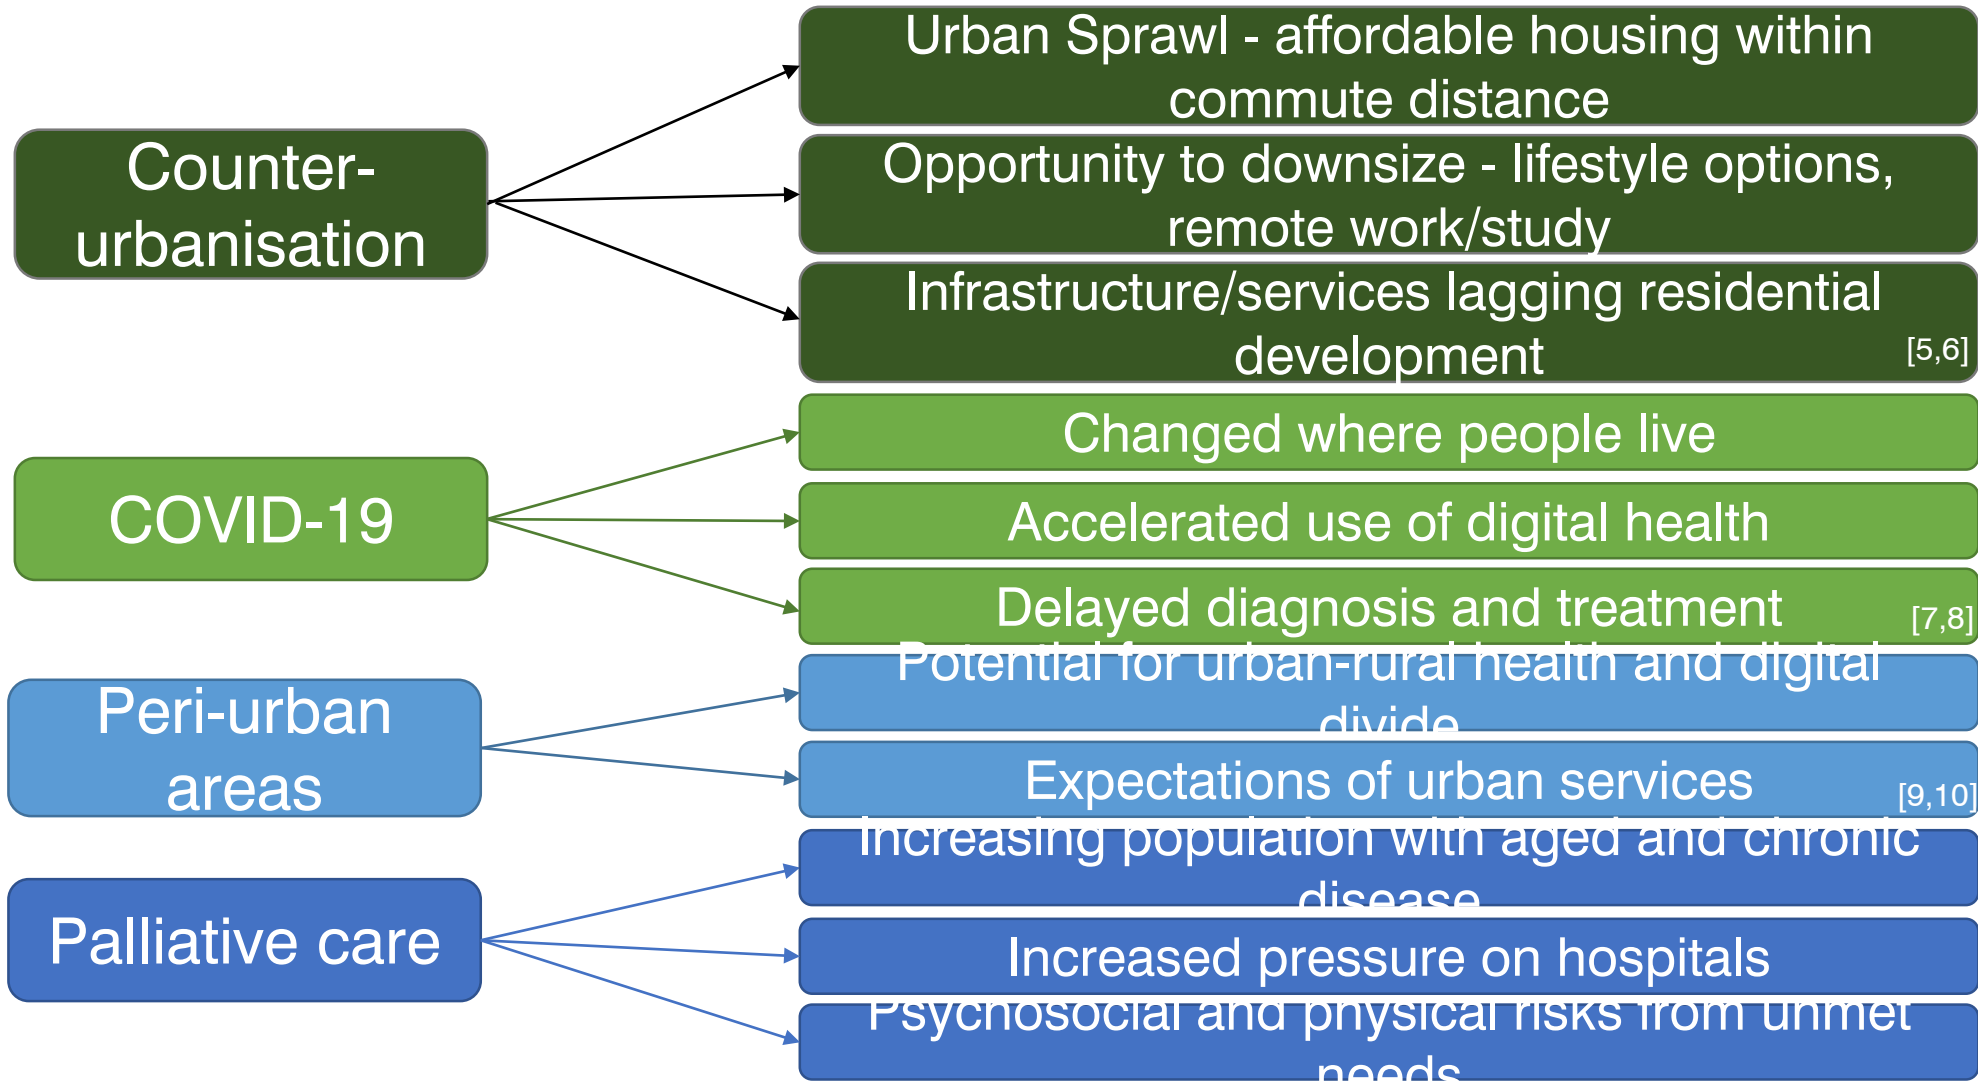 Counter-
urbanisation
Urban Sprawl - affordable housing within
commute distance
Opportunity to downsize - lifestyle options,
remote work/study
Infrastructure/services lagging residential
development
[5,6]
COVID-19
Changed where people live
Accelerated use of digital health
Delayed diagnosis and treatment
[7,8]
Peri-urban
areas
Potential for urban-rural health and digital
divide
Expectations of urban services
[9,10]
Palliative care
Increasing population with aged and chronic
disease
Increased pressure on hospitals
Psychosocial and physical risks from unmet
needs